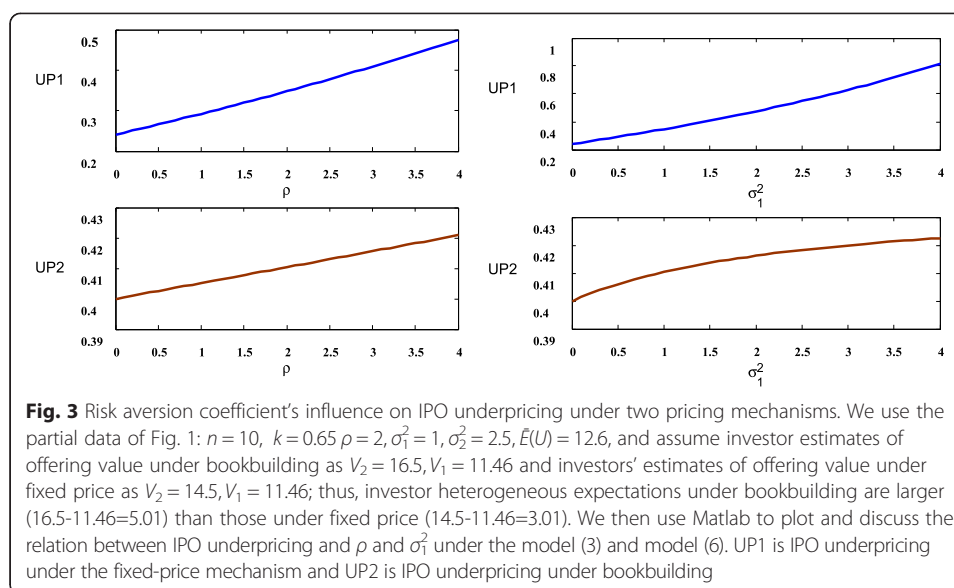 0.5
0.4
UP1
0.3
0.2
0 0.5 1 1.5 2 2.5 3 3.5 4
ρ
1
0.8
UP1
0.6
0.4
0.2
0 0.5 1 1.5 2 2.5 3 3.5 4
σ₁²
0.43
0.42
UP2
0.41
0.4
0.39
0 0.5 1 1.5 2 2.5 3 3.5 4
ρ
0.43
0.42
UP2
0.41
0.4
0.39
0 0.5 1 1.5 2 2.5 3 3.5 4
σ₁²
Fig. 3 Risk aversion coefficient's influence on IPO underpricing under two pricing mechanisms. We use the
partial data of Fig. 1: n = 10, k = 0.65 ρ = 2, σ₁² = 1, σ₂² = 2.5, Ē(U) = 12.6, and assume investor estimates of
offering value under bookbuilding as V₂ = 16.5, V₁ = 11.46 and investors' estimates of offering value under
fixed price as V₂ = 14.5, V₁ = 11.46; thus, investor heterogeneous expectations under bookbuilding are larger
(16.5-11.46=5.01) than those under fixed price (14.5-11.46=3.01). We then use Matlab to plot and discuss the
relation between IPO underpricing and ρ and σ₁² under the model (3) and model (6). UP1 is IPO underpricing
under the fixed-price mechanism and UP2 is IPO underpricing under bookbuilding